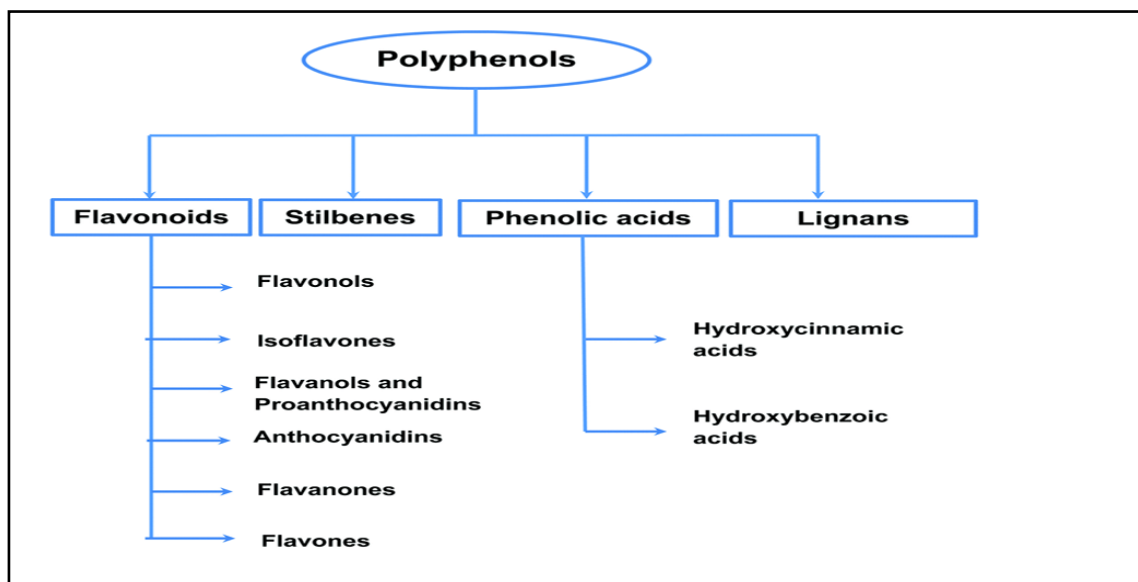 Polyphenols
Flavonoids
Stilbenes
Phenolic acids
Lignans
Flavonols
Isoflavones
Flavanols and
Proanthocyanidins
Anthocyanidins
Flavanones
Flavones
Hydroxycinnamic
acids
Hydroxybenzoic
acids